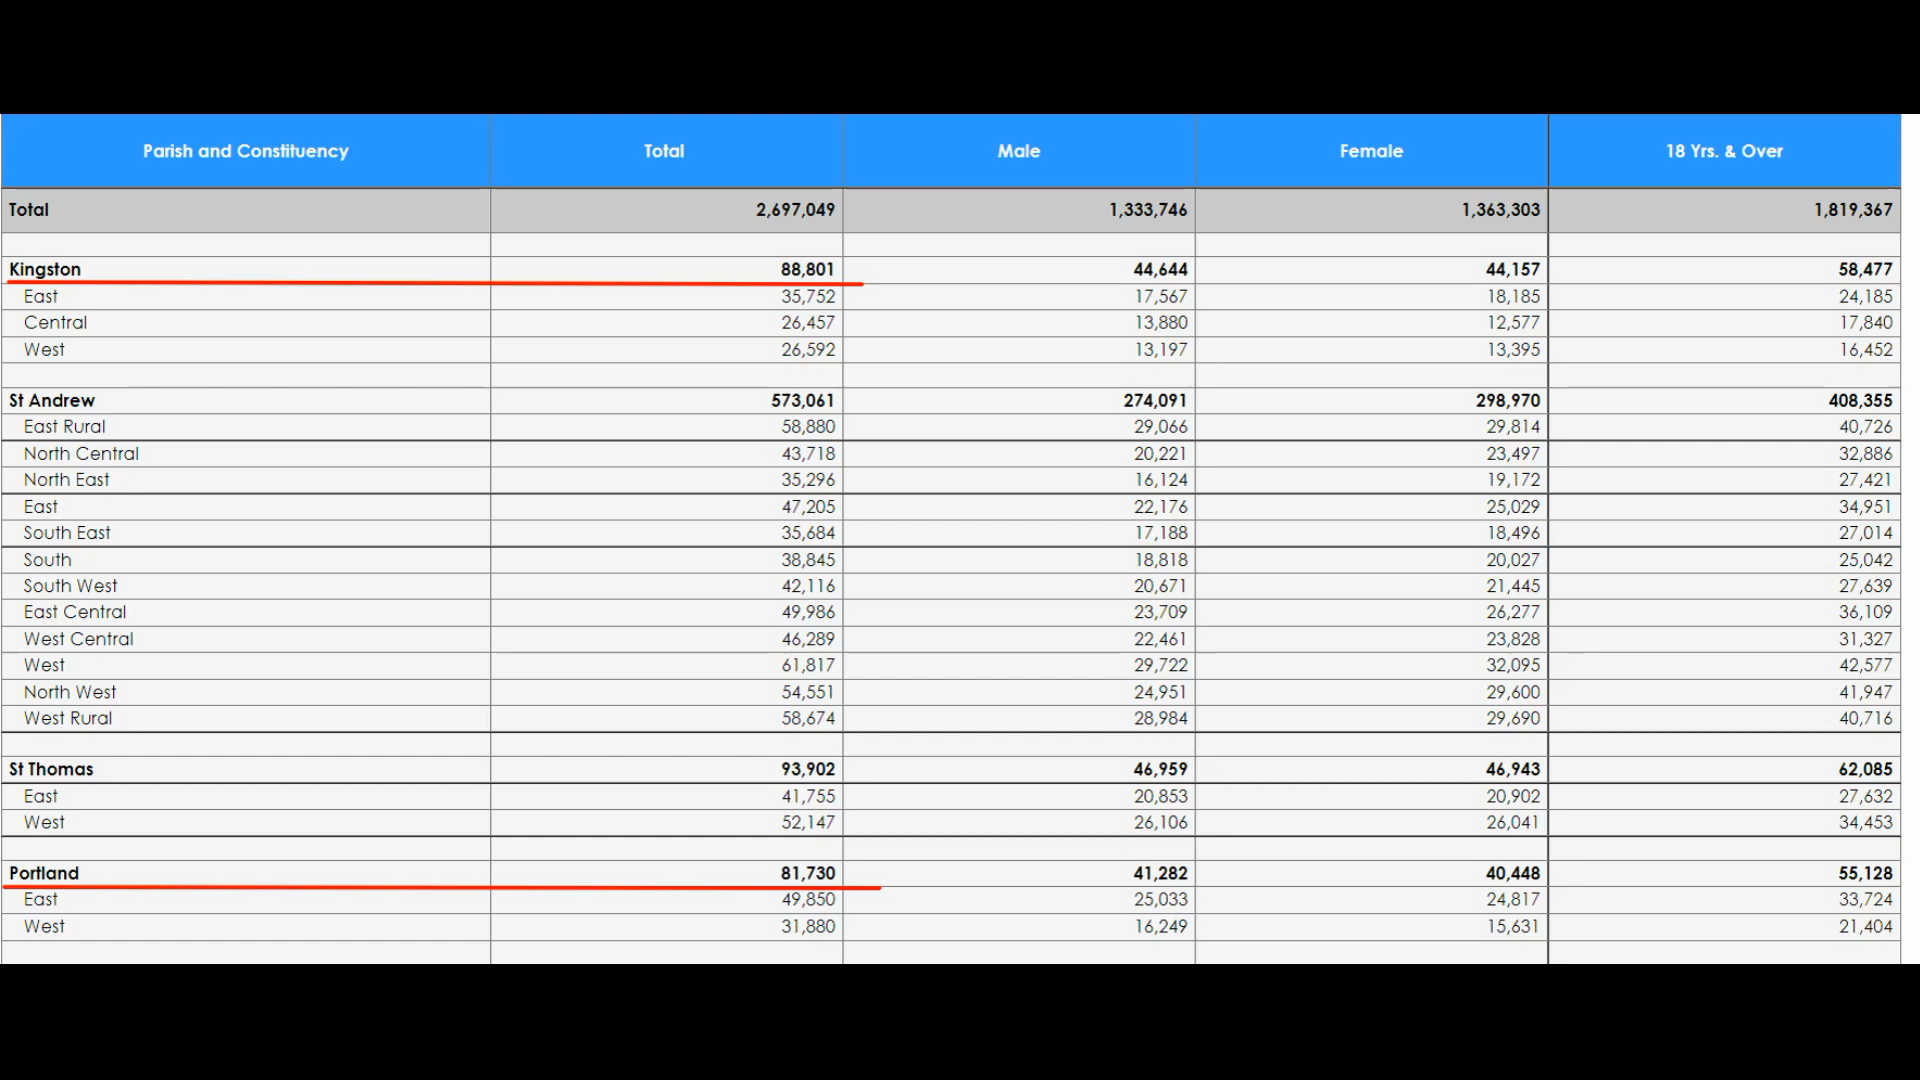 Parish and Constituency Total Male Female 18 Yrs. & Over
Total 2,697,049 1,333,746 1,363,303 1,819,367
Kingston 88,801 44,644 44,157 58,477
East 35,752 17,567 18,185 24,185
Central 26,457 13,880 12,577 17,840
West 26,592 13,197 13,395 16,452
St Andrew 573,061 274,091 298,970 408,355
East Rural 58,880 29,066 29,814 40,726
North Central 43,718 20,221 23,497 32,886
North East 35,296 16,124 19,172 27,421
East 47,205 22,176 25,029 34,951
South East 35,684 17,188 18,496 27,014
South 38,845 18,818 20,027 25,042
South West 42,116 20,671 21,445 27,639
East Central 49,986 23,709 26,277 36,109
West Central 46,289 22,461 23,828 31,327
West 61,817 29,722 32,095 42,577
North West 54,551 24,951 29,600 41,947
West Rural 58,674 28,984 29,690 40,716
St Thomas 93,902 46,959 46,943 62,085
East 41,755 20,853 20,902 27,632
West 52,147 26,106 26,041 34,453
Portland 81,730 41,282 40,448 55,128
East 49,850 25,033 24,817 33,724
West 31,880 16,249 15,631 21,404